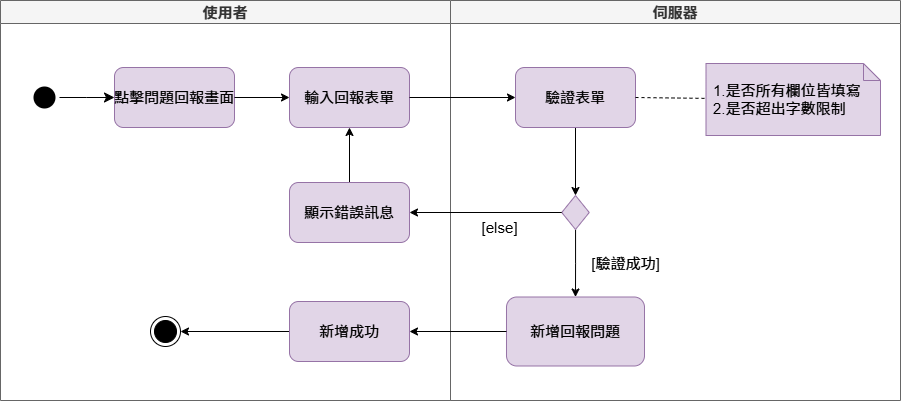 使用者
伺服器
點擊問題回報畫面
輸入回報表單
驗證表單
1.是否所有欄位皆填寫
2.是否超出字數限制
顯示錯誤訊息
[else]
[驗證成功]
新增成功
新增回報問題